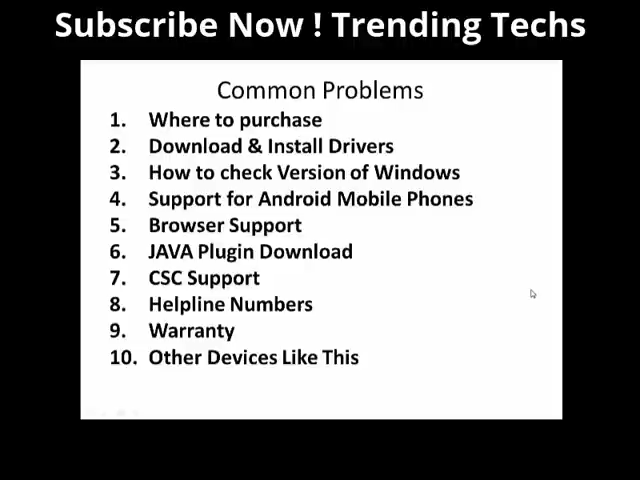 Subscribe Now ! Trending Techs
Common Problems
1. Where to purchase
2. Download & Install Drivers
3. How to check Version of Windows
4. Support for Android Mobile Phones
5. Browser Support
6. JAVA Plugin Download
7. CSC Support
8. Helpline Numbers
9. Warranty
10. Other Devices Like This